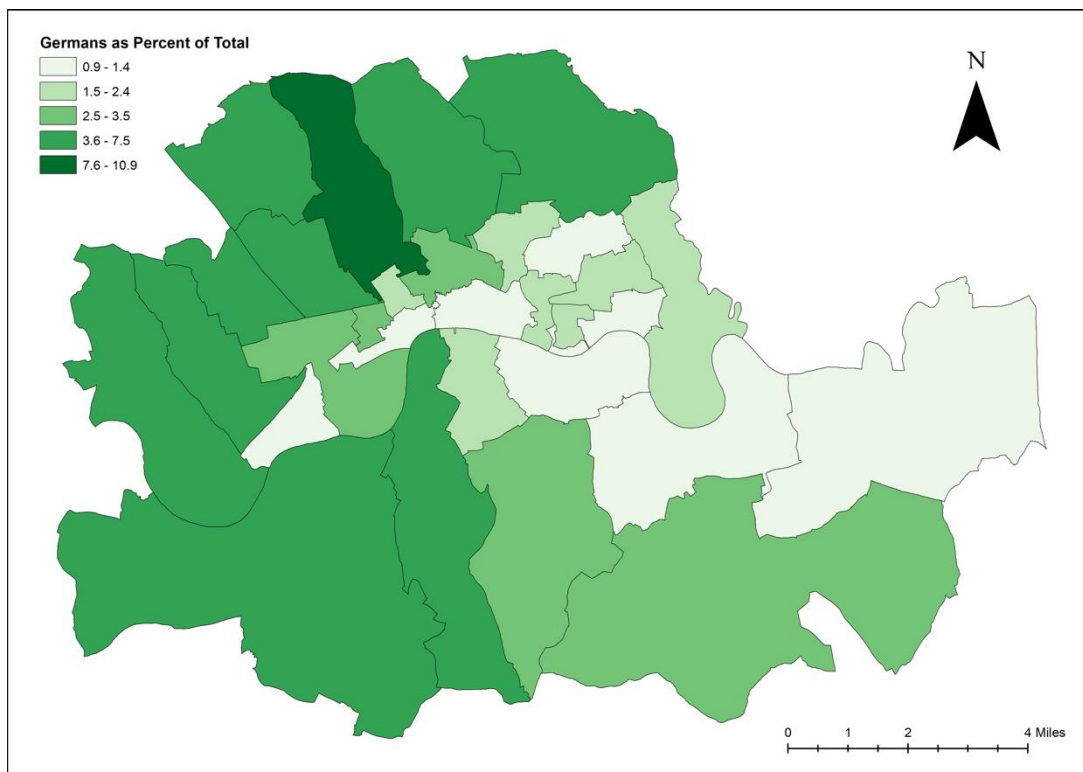 Germans as Percent of Total
0.9 - 1.4
1.5 - 2.4
2.5 - 3.5
3.6 - 7.5
7.6 - 10.9
N
0 1 2 4 Miles